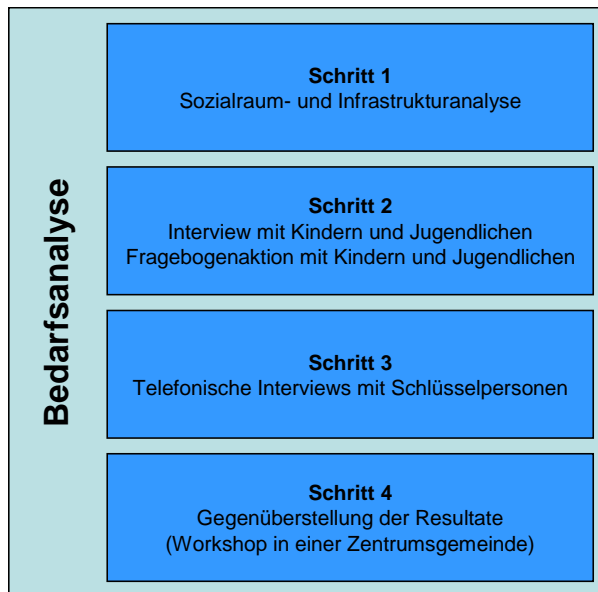 Bedarfsanalyse
Schritt 1
Sozialraum- und Infrastrukturanalyse
Schritt 2
Interview mit Kindern und Jugendlichen
Fragebogenaktion mit Kindern und Jugendlichen
Schritt 3
Telefonische Interviews mit Schlüsselpersonen
Schritt 4
Gegenüberstellung der Resultate
(Workshop in einer Zentrumsgemeinde)